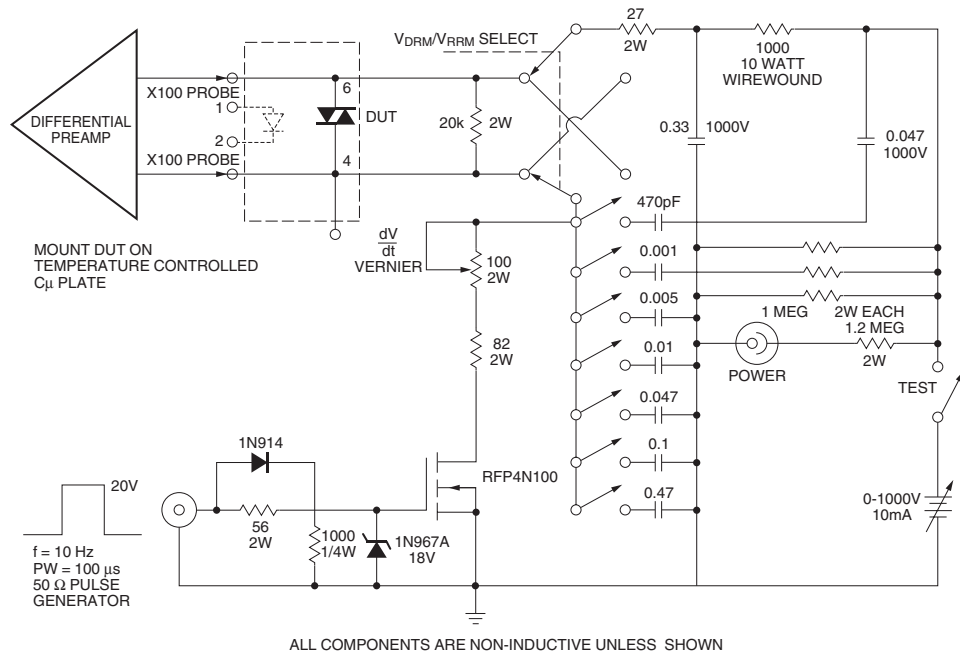 27
2W
VDRM/VRRM SELECT
1000
10 WATT
WIREWOUND
X100 PROBE
6
1
DIFFERENTIAL
PREAMP
DUT
20k
2W
0.33
1000V
0.047
1000V
2
X100 PROBE
4
470pF
MOUNT DUT ON
TEMPERATURE CONTROLLED
Cμ PLATE
dV
dt
VERNIER
100
2W
0.001
0.005
1 MEG
2W EACH
1.2 MEG
82
2W
0.01
POWER
2W
TEST
0.047
1N914
0.1
RFP4N100
20V
0.47
0-1000V
10mA
56
2W
1000
1/4W
1N967A
18V
f = 10 Hz
PW = 100 μs
50 Ω PULSE
GENERATOR
ALL COMPONENTS ARE NON-INDUCTIVE UNLESS SHOWN